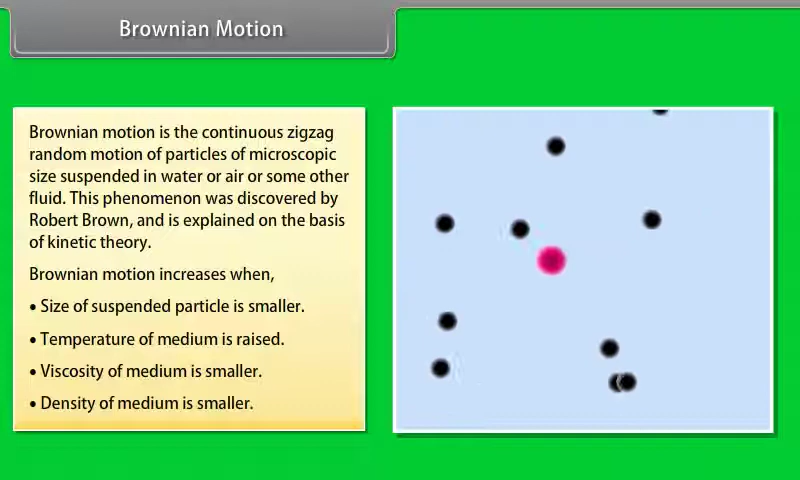 Brownian Motion
Brownian motion is the continuous zigzag
random motion of particles of microscopic
size suspended in water or air or some other
fluid. This phenomenon was discovered by
Robert Brown, and is explained on the basis
of kinetic theory.
Brownian motion increases when,
• Size of suspended particle is smaller.
• Temperature of medium is raised.
• Viscosity of medium is smaller.
• Density of medium is smaller.